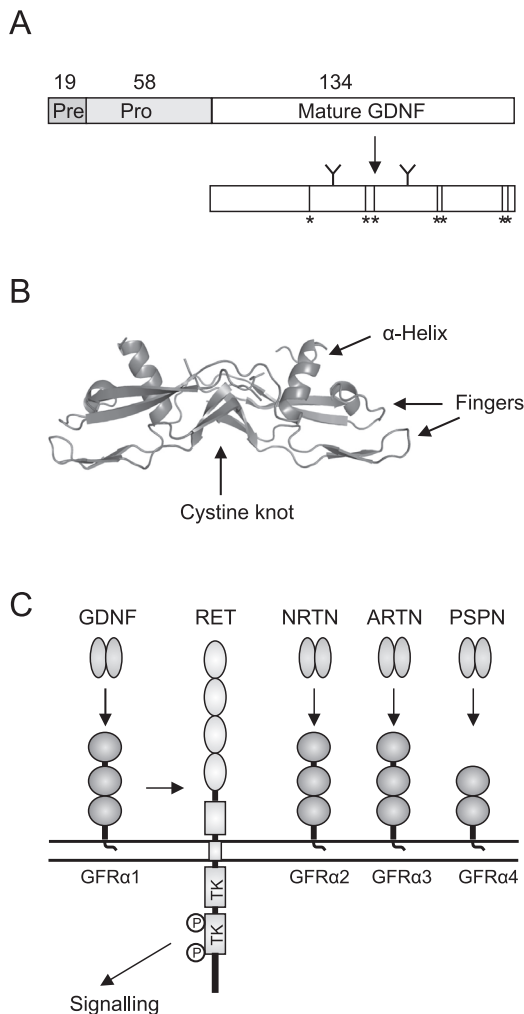 A
19 58 134
Pre Pro Mature GDNF
* ** ** **
B
α-Helix
Fingers
Cystine knot
C
GDNF RET NRTN ARTN PSPN
GFRα1 GFRα2 GFRα3 GFRα4
TK
P TK
P
Signalling